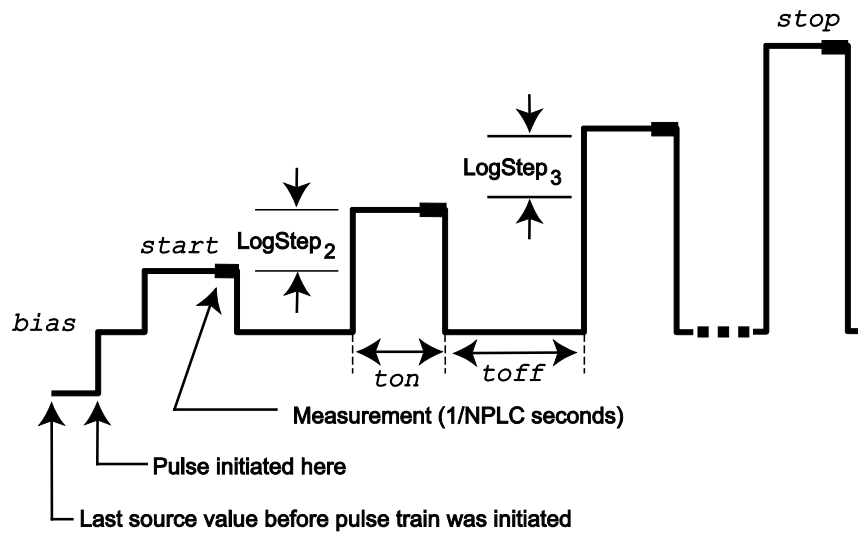 stop
LogStep3
start
LogStep2
bias
ton
toff
Measurement (1/NPLC seconds)
Pulse initiated here
Last source value before pulse train was initiated